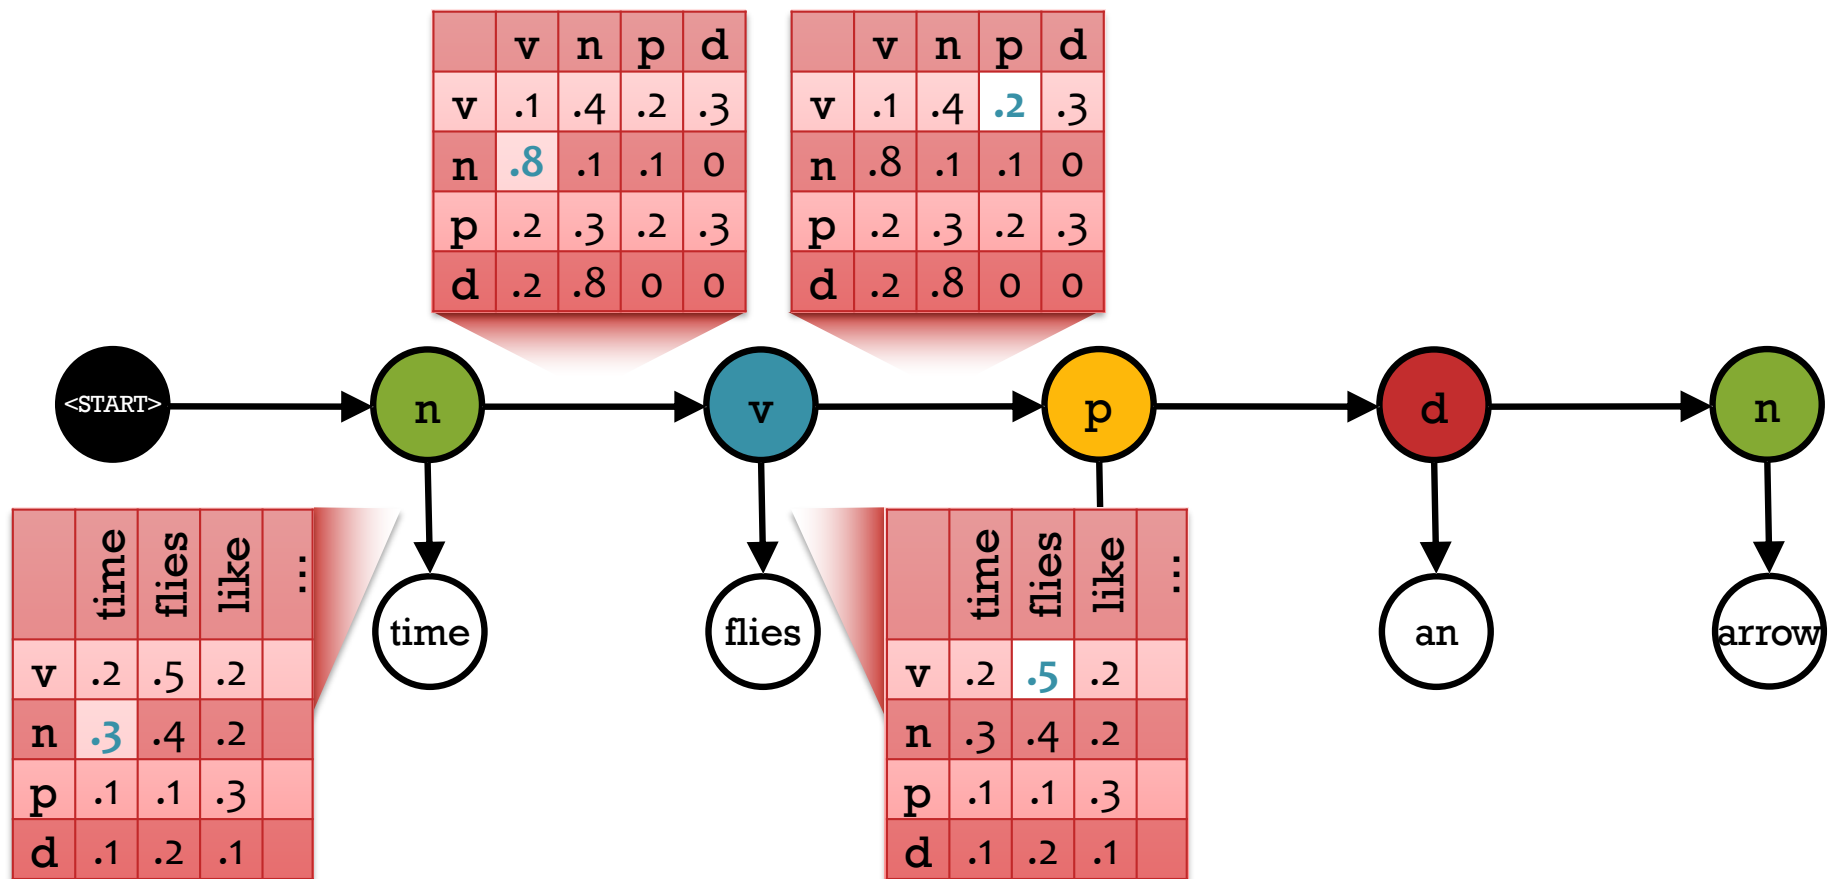 v n p d
v .1 .4 .2 .3
n .8 .1 .1 0
p .2 .3 .2 .3
d .2 .8 0 0
v n p d
v .1 .4 .2 .3
n .8 .1 .1 0
p .2 .3 .2 .3
d .2 .8 0 0
<START> n v p d n
time flies like ...
v .2 .5 .2
n .3 .4 .2
p .1 .1 .3
d .1 .2 .1
time
flies
time flies like ...
v .2 .5 .2
n .3 .4 .2
p .1 .1 .3
d .1 .2 .1
an
arrow